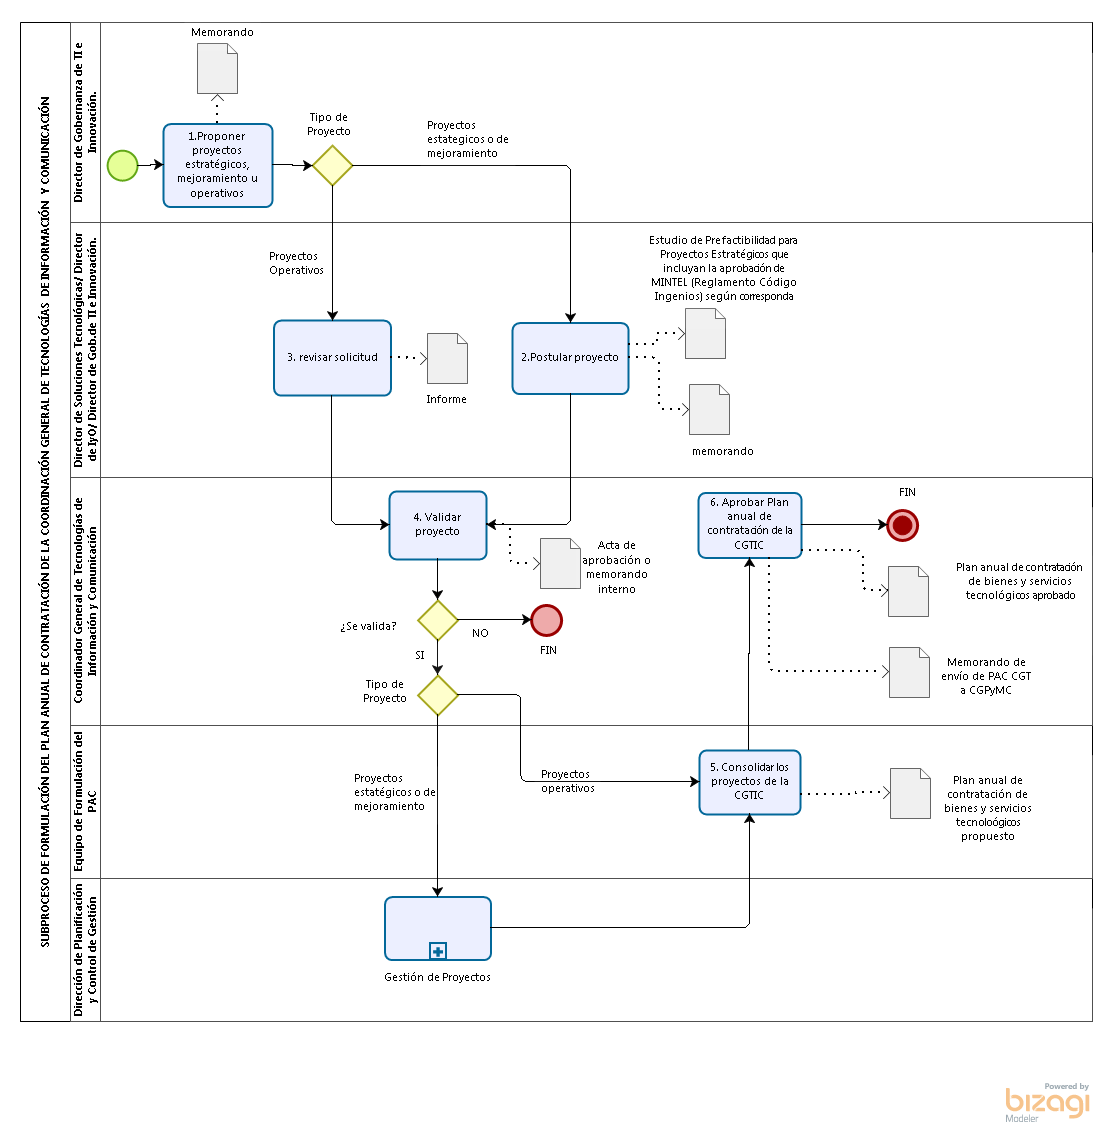 SUBPROCESO DE FORMULACIÓN DEL PLAN ANUAL DE CONTRATACIÓN DE LA COORDINACIÓN GENERAL DE TECNOLOGÍAS DE INFORMACIÓN Y COMUNICACIÓN
Director de Gobernanza de TI e
Innovación.
Memorando
1.Proponer
proyectos
estratégicos,
mejoramiento u
operativos
Tipo de
Proyecto
Proyectos
estategicos o de
mejoramiento
Director de Soluciones Tecnológicas/ Director
de IyO/ Director de Gob.de TI e Innovación.
Proyectos
Operativos
3. revisar solicitud
Informe
2.Postular proyecto
Estudio de Prefactibilidad para
Proyectos Estratégicos que
incluyan la aprobación de
MINTEL (Reglamento Código
Ingenios) según corresponda
memorando
Coordinador General de Tecnologías de
Información y Comunicación
4. Validar
proyecto
Acta de
aprobación o
memorando
interno
¿Se valida?
NO
FIN
SI
Tipo de
Proyecto
6. Aprobar Plan
anual de
contratación de la
CGTIC
FIN
Plan anual de contratación
de bienes y servicios
tecnológicos aprobado
Memorando de
envío de PAC CGT
a CGPyMC
Equipo de Formulación del
PAC
Proyectos
estatégicos o de
mejoramiento
Proyectos
operativos
5. Consolidar los
proyectos de la
CGTIC
Plan anual de
contratación de
bienes y servicios
tecnoloógicos
propuesto
Dirección de Planificación
y Control de Gestión
Gestión de Proyectos
Powered by
bizagi
Modeler